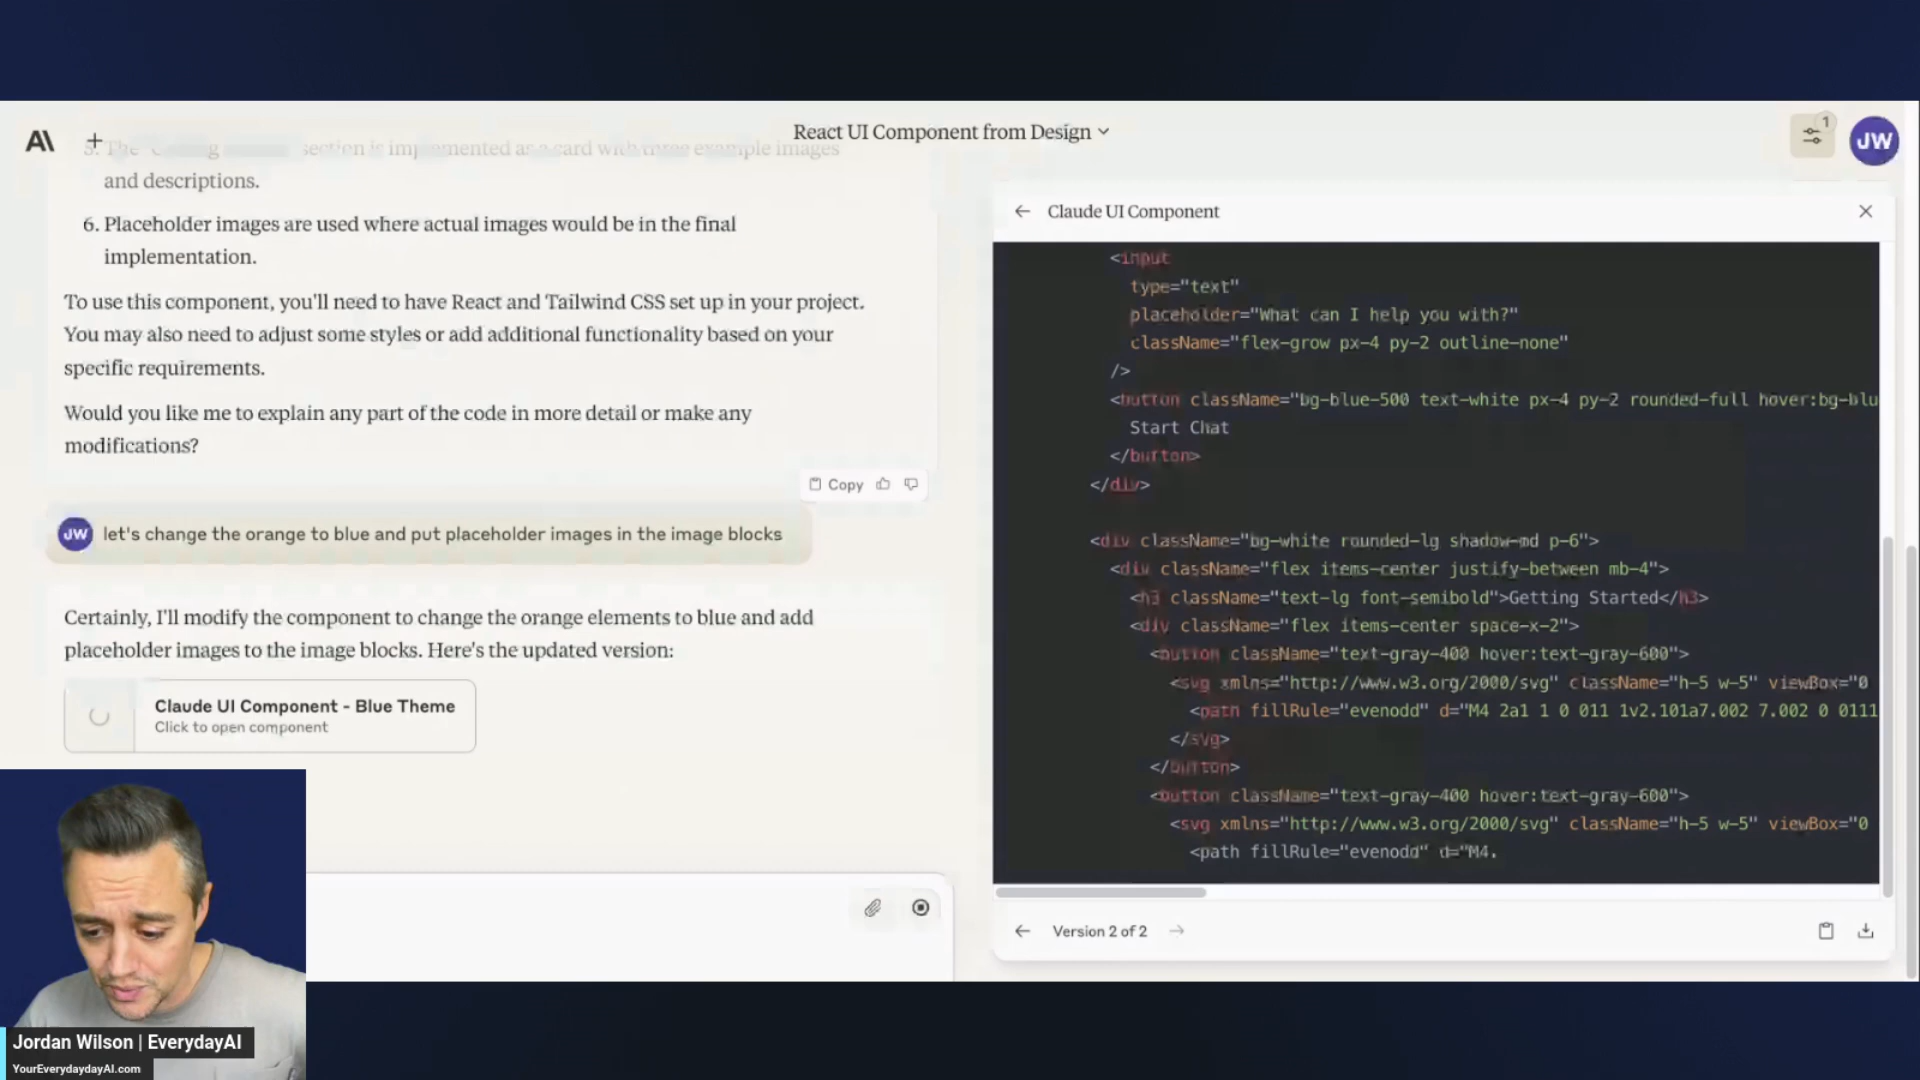 AI
+
React UI Component from Design
1
JW
5. The section is implemented as a card with three example images
and descriptions.
6. Placeholder images are used where actual images would be in the final
implementation.
To use this component, you'll need to have React and Tailwind CSS set up in your project.
You may also need to adjust some styles or add additional functionality based on your
specific requirements.
Would you like me to explain any part of the code in more detail or make any
modifications?
Copy
JW
let's change the orange to blue and put placeholder images in the image blocks
Certainly, I'll modify the component to change the orange elements to blue and add
placeholder images to the image blocks. Here's the updated version:
Claude UI Component - Blue Theme
Click to open component
Claude UI Component
<input
type="text"
placeholder="What can I help you with?"
className="flex-grow px-4 py-2 outline-none"
/>
<button className="bg-blue-500 text-white px-4 py-2 rounded-full hover:bg-blu
Start Chat
</button>
</div>
<div className="bg-white rounded-lg shadow-md p-6">
<div className="flex items-center justify-between mb-4">
<h3 className="text-lg font-semibold">Getting Started</h3>
<div className="flex items-center space-x-2">
<button className="text-gray-400 hover:text-gray-600">
<svg xmlns="http://www.w3.org/2000/svg" className="h-5 w-5" viewBox="0
<path fillRule="evenodd" d="M4 2a1 1 0 011 1v2.101a7.002 7.002 0 0111
</svg>
</button>
<button className="text-gray-400 hover:text-gray-600">
<svg xmlns="http://www.w3.org/2000/svg" className="h-5 w-5" viewBox="0
<path fillRule="evenodd" d="M4.
Version 2 of 2
Jordan Wilson | EverydayAI
YourEverydaydayAI.com